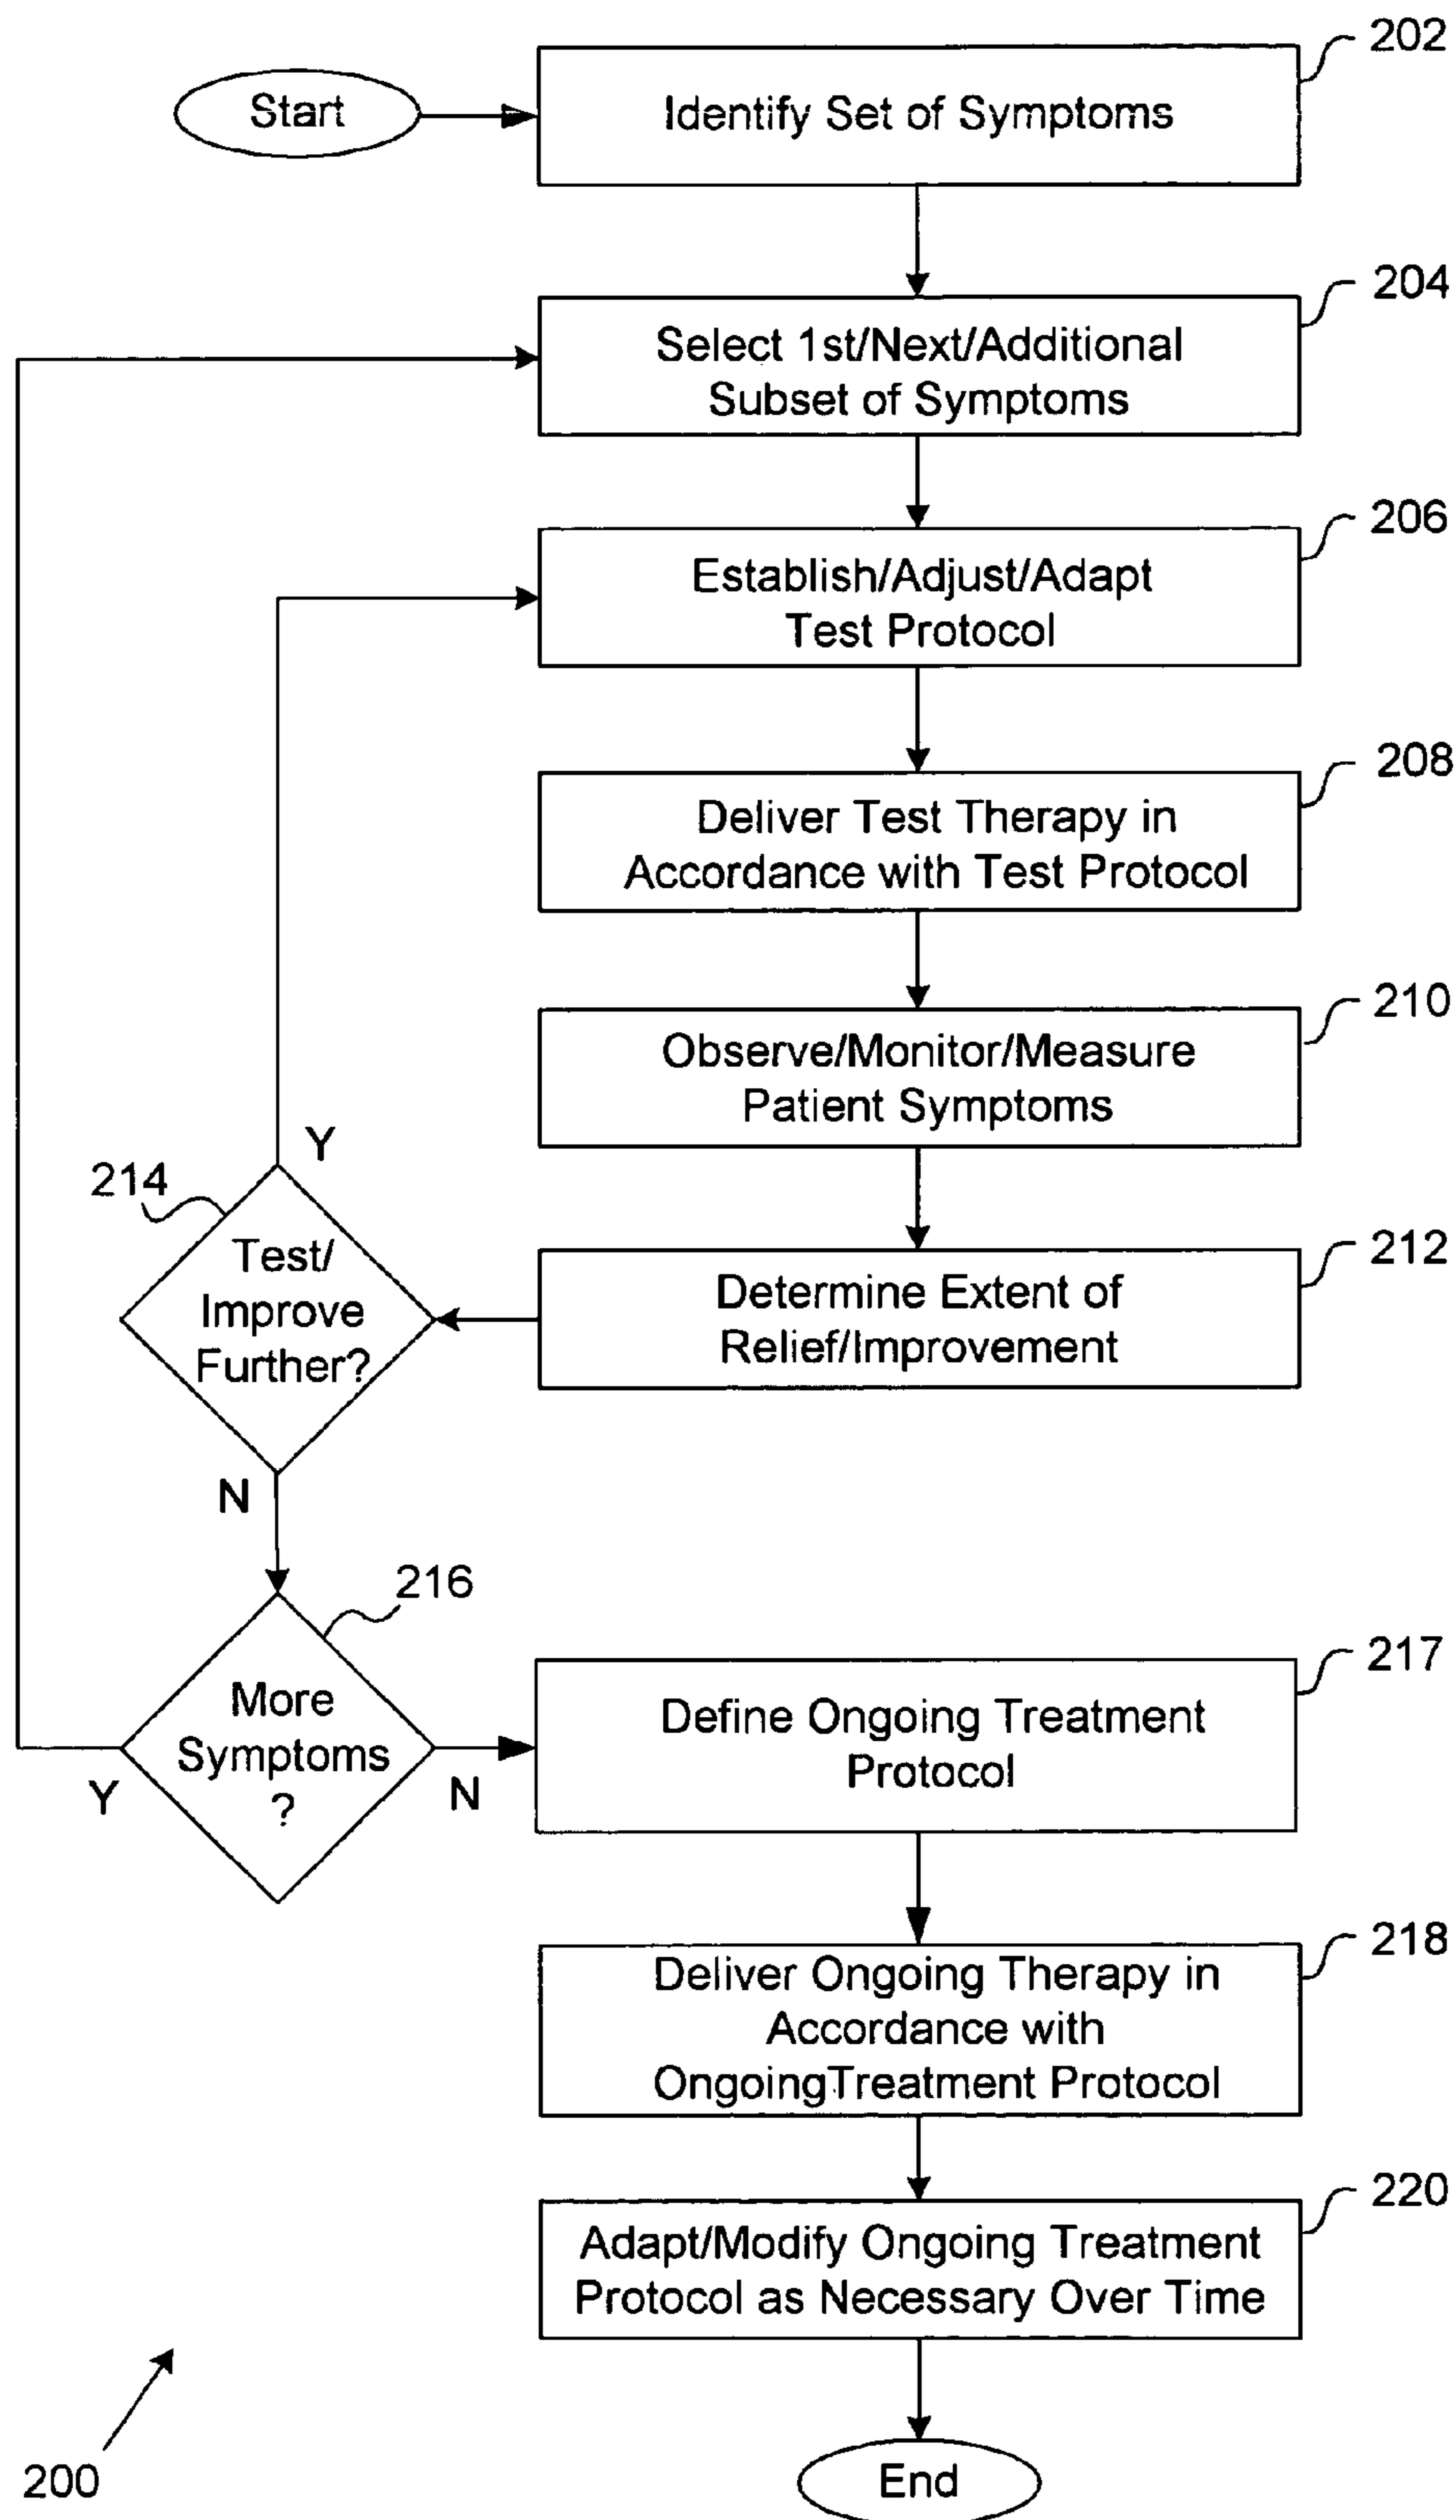 202
Start
Identify Set of Symptoms
204
Select 1st/Next/Additional
Subset of Symptoms
206
Establish/Adjust/Adapt
Test Protocol
208
Deliver Test Therapy in
Accordance with Test Protocol
210
Observe/Monitor/Measure
Patient Symptoms
Y
214
Test/
Improve
Further?
212
Determine Extent of
Relief/Improvement
N
216
More
Symptoms
?
Y
N
217
Define Ongoing Treatment
Protocol
218
Deliver Ongoing Therapy in
Accordance with
OngoingTreatment Protocol
220
Adapt/Modify Ongoing Treatment
Protocol as Necessary Over Time
200
End